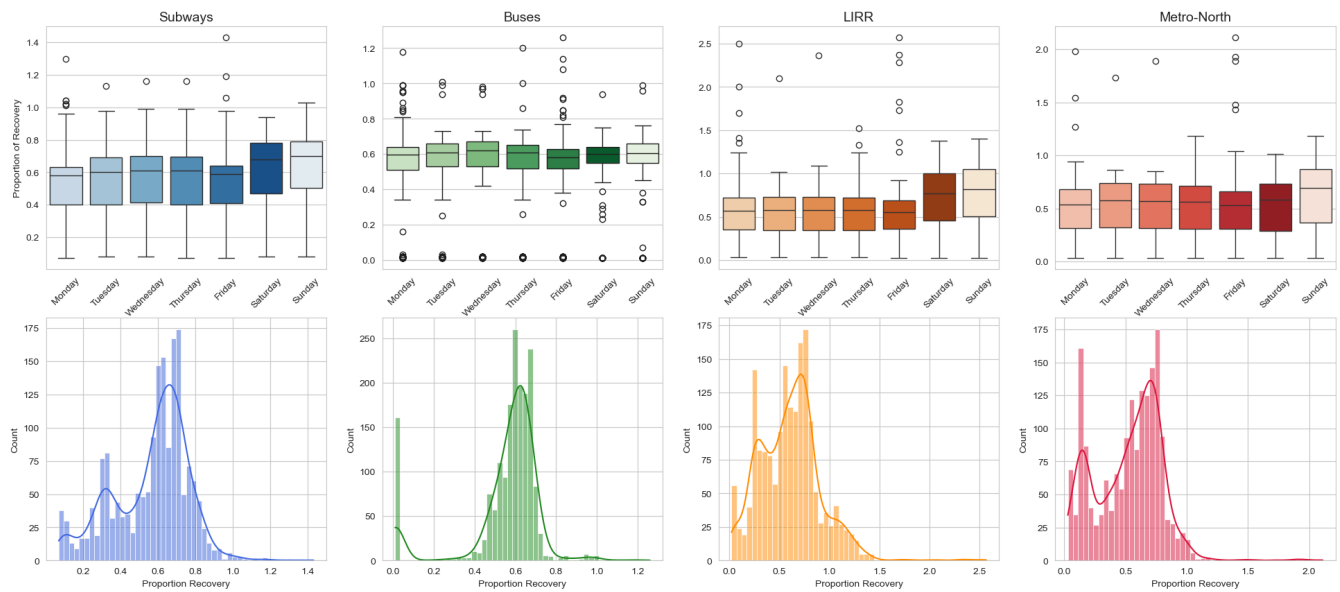 Subways
Buses
LIRR
Metro-North
Proportion of Recovery
1.4
1.2
1.0
0.8
0.6
0.4
0.2
Monday
Tuesday
Wednesday
Thursday
Friday
Saturday
Sunday
1.2
1.0
0.8
0.6
0.4
0.2
0.0
Monday
Tuesday
Wednesday
Thursday
Friday
Saturday
Sunday
2.5
2.0
1.5
1.0
0.5
0.0
Monday
Tuesday
Wednesday
Thursday
Friday
Saturday
Sunday
2.0
1.5
1.0
0.5
0.0
Monday
Tuesday
Wednesday
Thursday
Friday
Saturday
Sunday
Count
175
150
125
100
75
50
25
0
0.2 0.4 0.6 0.8 1.0 1.2 1.4
Proportion Recovery
Count
250
200
150
100
50
0
0.0 0.2 0.4 0.6 0.8 1.0 1.2
Proportion Recovery
Count
175
150
125
100
75
50
25
0
0.0 0.5 1.0 1.5 2.0 2.5
Proportion Recovery
Count
175
150
125
100
75
50
25
0
0.0 0.5 1.0 1.5 2.0
Proportion Recovery